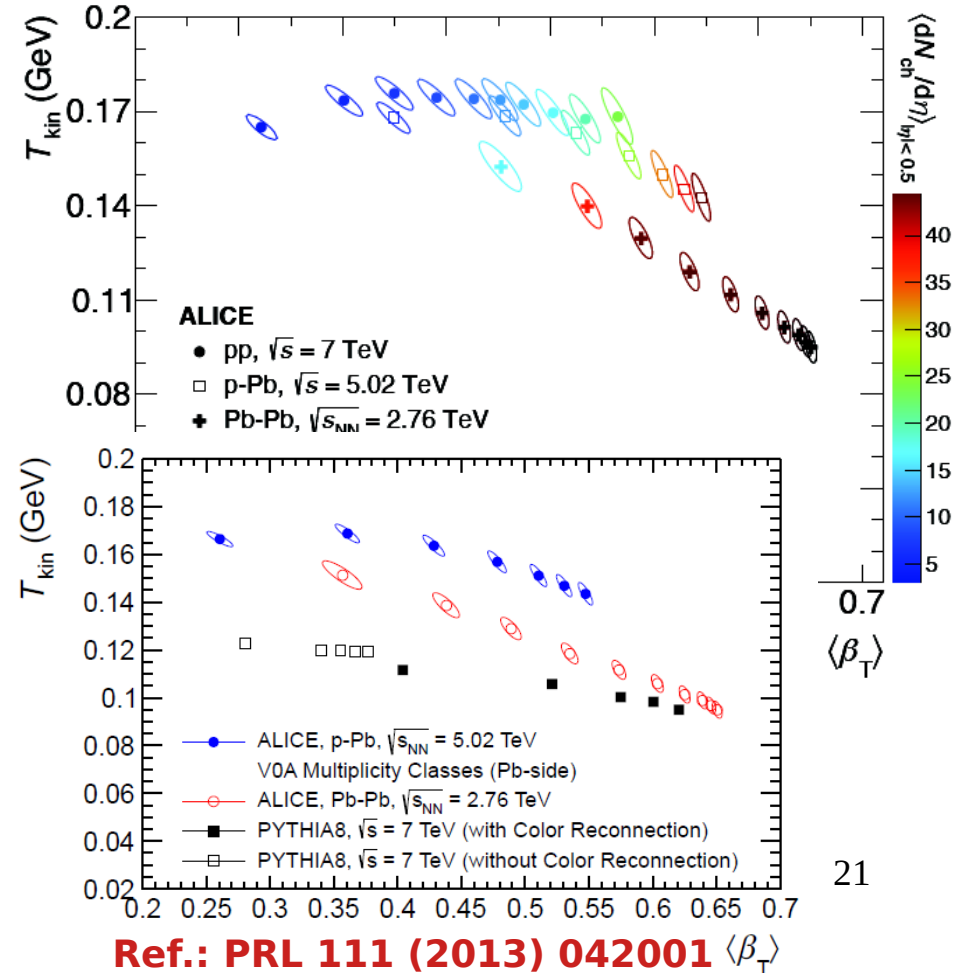 0.2
0.17
0.14
0.11
0.08
T_kin (GeV)
ALICE
pp, √s = 7 TeV
p-Pb, √s = 5.02 TeV
Pb-Pb, √s_NN = 2.76 TeV
⟨dN_ch/dη⟩_|η|<0.5
40
35
30
25
20
15
10
5
0.7
⟨β_T⟩
0.2
0.18
0.16
0.14
0.12
0.1
0.08
0.06
0.04
0.02
T_kin (GeV)
ALICE, p-Pb, √s_NN = 5.02 TeV
V0A Multiplicity Classes (Pb-side)
ALICE, Pb-Pb, √s_NN = 2.76 TeV
PYTHIA8, √s = 7 TeV (with Color Reconnection)
PYTHIA8, √s = 7 TeV (without Color Reconnection)
0.2 0.25 0.3 0.35 0.4 0.45 0.5 0.55 0.6 0.65 0.7
21
Ref.: PRL 111 (2013) 042001 ⟨β_T⟩